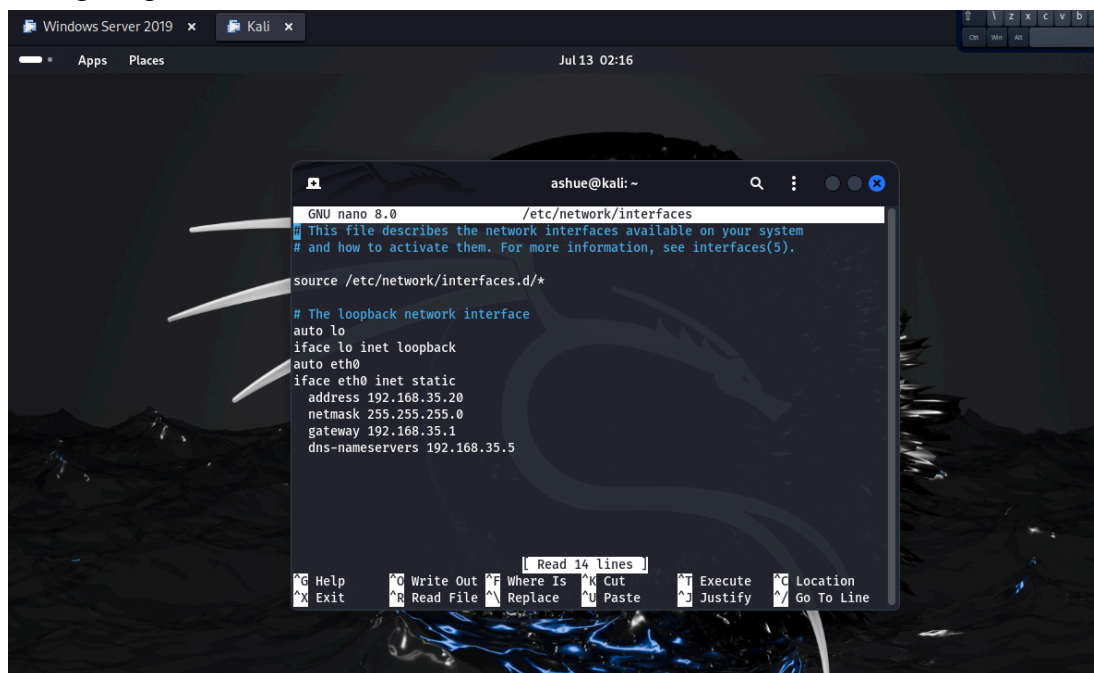 Windows Server 2019 × Kali ×
Apps Places Jul 13 02:16
ashue@kali: ~
GNU nano 8.0 /etc/network/interfaces
# This file describes the network interfaces available on your system
# and how to activate them. For more information, see interfaces(5).
source /etc/network/interfaces.d/*
# The loopback network interface
auto lo
iface lo inet loopback
auto eth0
iface eth0 inet static
address 192.168.35.20
netmask 255.255.255.0
gateway 192.168.35.1
dns-nameservers 192.168.35.5
[ Read 14 lines ]
^G Help ^O Write Out ^F Where Is ^K Cut ^T Execute ^C Location
^X Exit ^R Read File ^\ Replace ^U Paste ^J Justify ^/ Go To Line
\ Z X C V B
Ctrl Win Alt